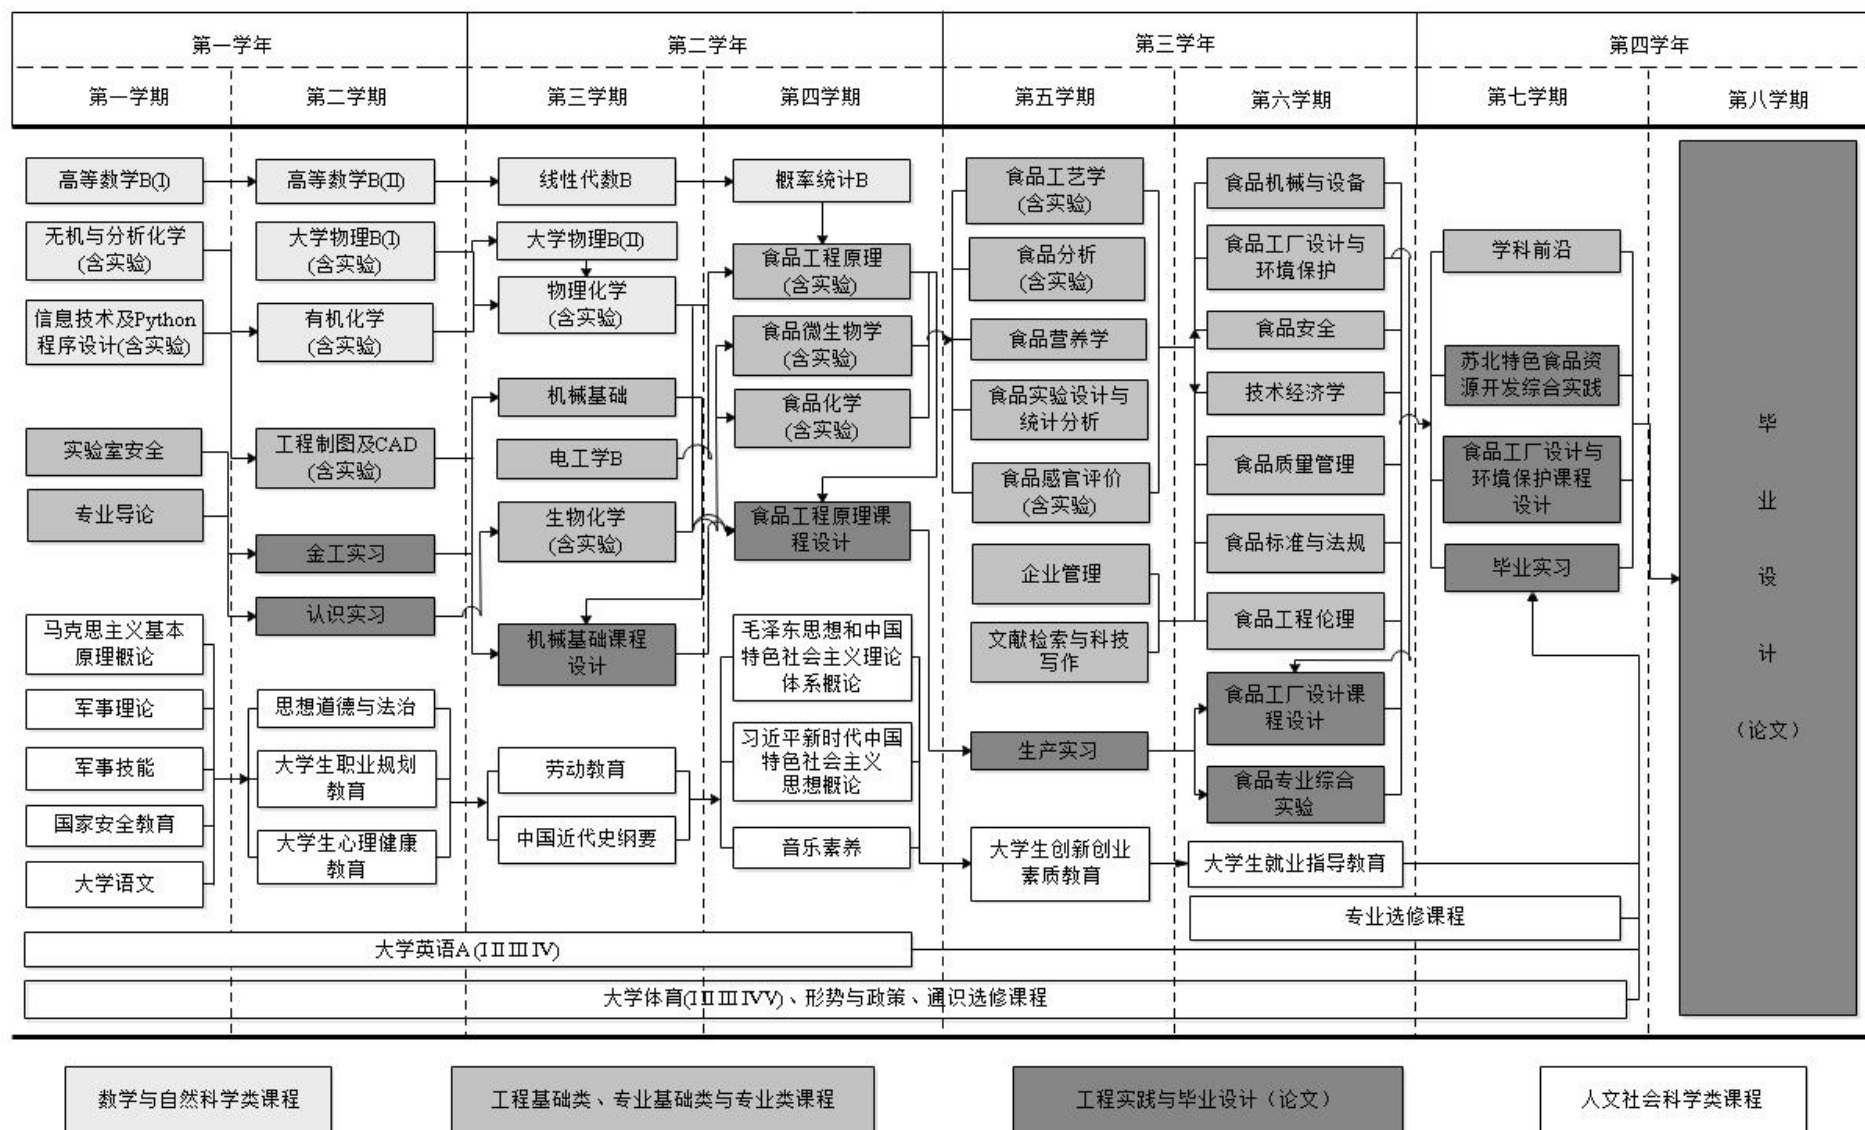 第一学年
第二学年
第三学年
第四学年
第一学期
第二学期
第三学期
第四学期
第五学期
第六学期
第七学期
第八学期
高等数学B(I)
无机与分析化学
(含实验)
信息技术及Python
程序设计(含实验)
实验室安全
专业导论
马克思主义基本
原理概论
军事理论
军事技能
国家安全教育
大学语文
高等数学B(II)
大学物理B(I)
(含实验)
有机化学
(含实验)
工程制图及CAD
(含实验)
金工实习
认识实习
思想道德与法治
大学生职业规划
教育
大学生心理健康
教育
线性代数B
大学物理B(II)
物理化学
(含实验)
机械基础
电工学B
生物化学
(含实验)
机械基础课程
设计
劳动教育
中国近代史纲要
概率统计B
食品工程原理
(含实验)
食品微生物学
(含实验)
食品化学
(含实验)
食品工程原理课
程设计
毛泽东思想和中国
特色社会主义理论
体系概论
习近平新时代中国
特色社会主义
思想概论
音乐素养
食品工艺学
(含实验)
食品分析
(含实验)
食品营养学
食品实验设计与
统计分析
食品感官评价
(含实验)
企业管理
文献检索与科技
写作
生产实习
大学生创新创业
素质教育
食品机械与设备
食品工厂设计与
环境保护
食品安全
技术经济学
食品质量管理
食品标准与法规
食品工程伦理
食品工厂设计课
程设计
食品专业综合
实验
大学生就业指导教育
专业选修课程
学科前沿
苏北特色食品资
源开发综合实践
食品工厂设计与
环境保护课程
设计
毕业实习
毕
业
设
计
（论文）
大学英语A(I II III IV)
大学体育(I II III IV V)、形势与政策、通识选修课程
数学与自然科学类课程
工程基础类、专业基础类与专业类课程
工程实践与毕业设计（论文）
人文社会科学类课程